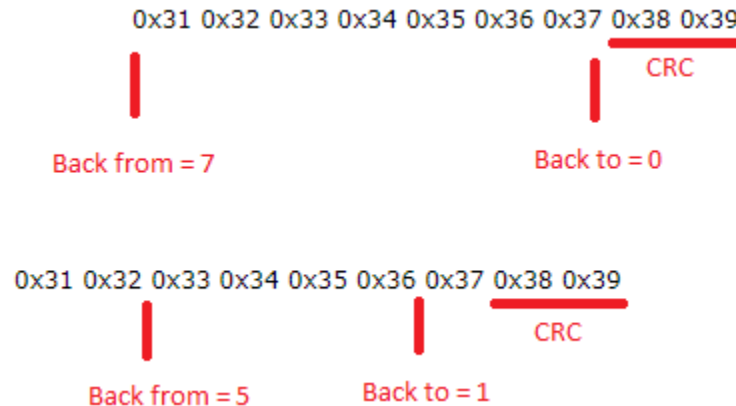 0x31 0x32 0x33 0x34 0x35 0x36 0x37 0x38 0x39
CRC
Back from = 7
Back to = 0
0x31 0x32 0x33 0x34 0x35 0x36 0x37 0x38 0x39
CRC
Back from = 5
Back to = 1